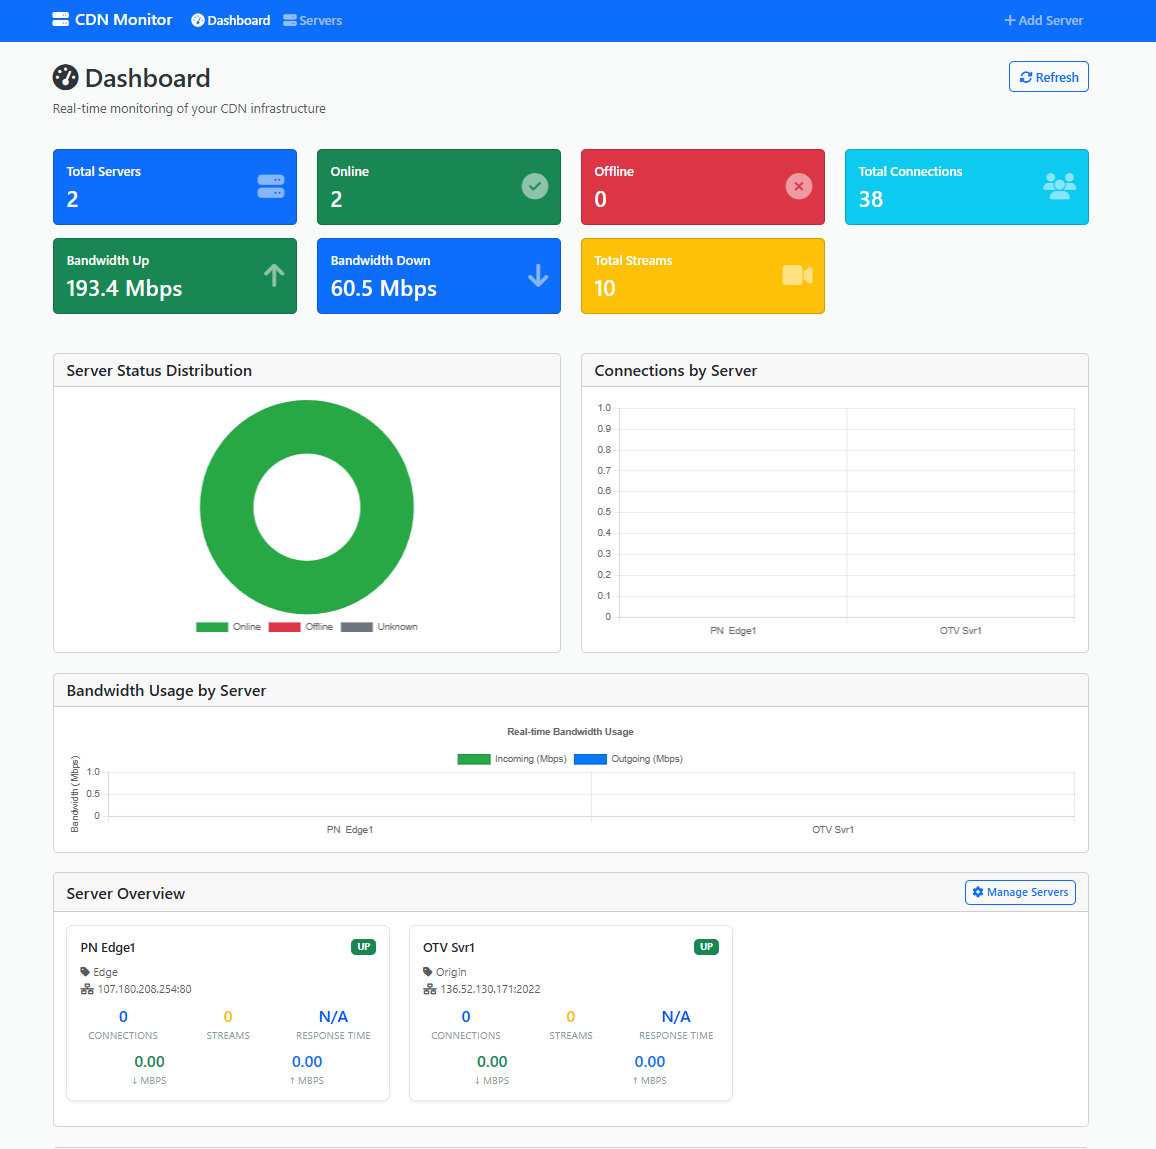 CDN Monitor Dashboard Servers Add Server
Dashboard
Refresh
Real-time monitoring of your CDN infrastructure
Total Servers
2
Online
2
Offline
0
Total Connections
38
Bandwidth Up
193.4 Mbps
Bandwidth Down
60.5 Mbps
Total Streams
10
Server Status Distribution
Online Offline Unknown
Connections by Server
1.0
0.9
0.8
0.7
0.6
0.5
0.4
0.3
0.2
0.1
0
PN Edge1 OTV Svr1
Bandwidth Usage by Server
Real-time Bandwidth Usage
Incoming (Mbps) Outgoing (Mbps)
Bandwidth (Mbps)
1.0
0.5
0
PN Edge1 OTV Svr1
Server Overview
Manage Servers
PN Edge1 UP
Edge
107.180.208.254:80
0 0 N/A
CONNECTIONS STREAMS RESPONSE TIME
0.00 0.00
↓ MBPS ↑ MBPS
OTV Svr1 UP
Origin
136.52.130.171:2022
0 0 N/A
CONNECTIONS STREAMS RESPONSE TIME
0.00 0.00
↓ MBPS ↑ MBPS